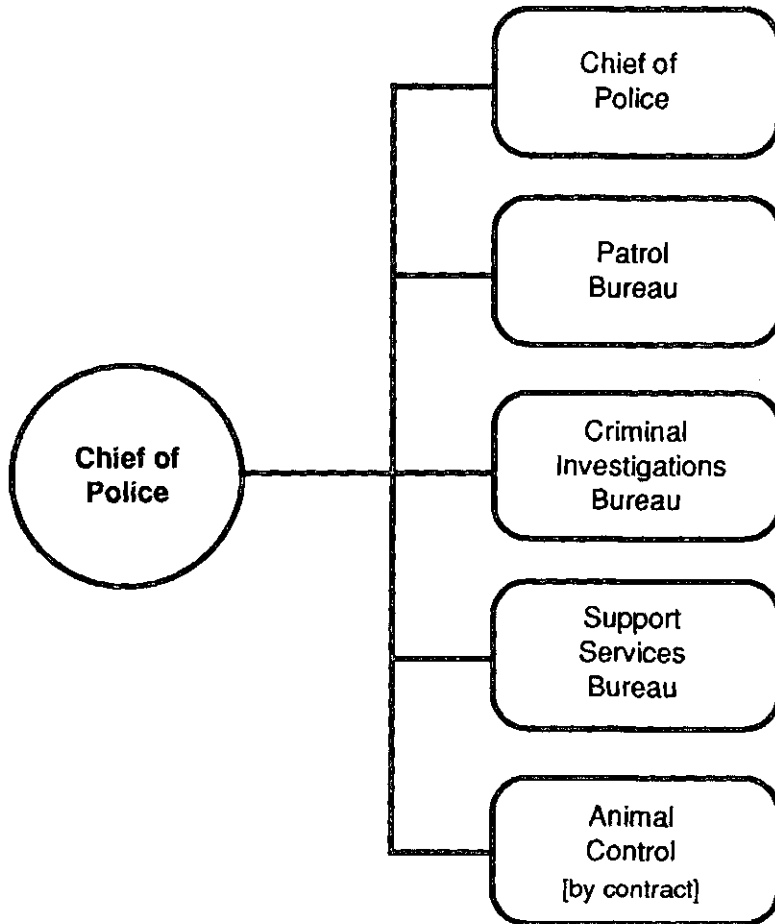 Chief of
Police
Chief of
Police
Patrol
Bureau
Criminal
Investigations
Bureau
Support
Services
Bureau
Animal
Control
[by contract]